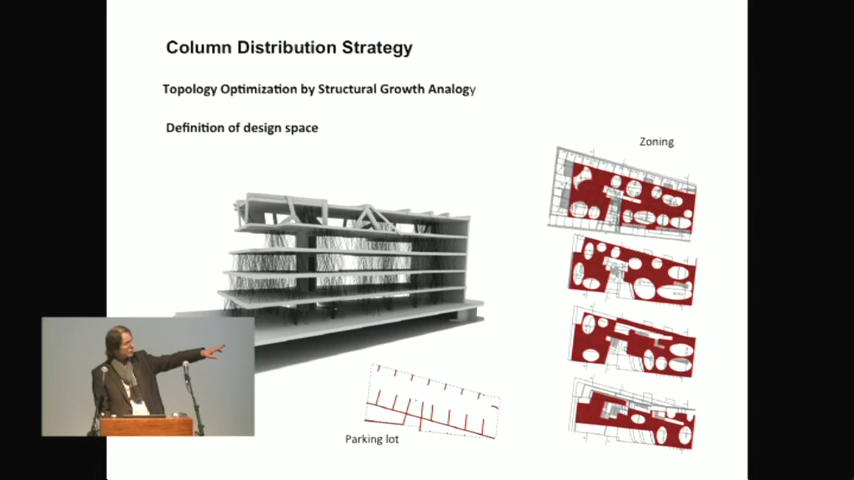 Column Distribution Strategy
Topology Optimization by Structural Growth Analogy
Definition of design space
Zoning
Parking lot